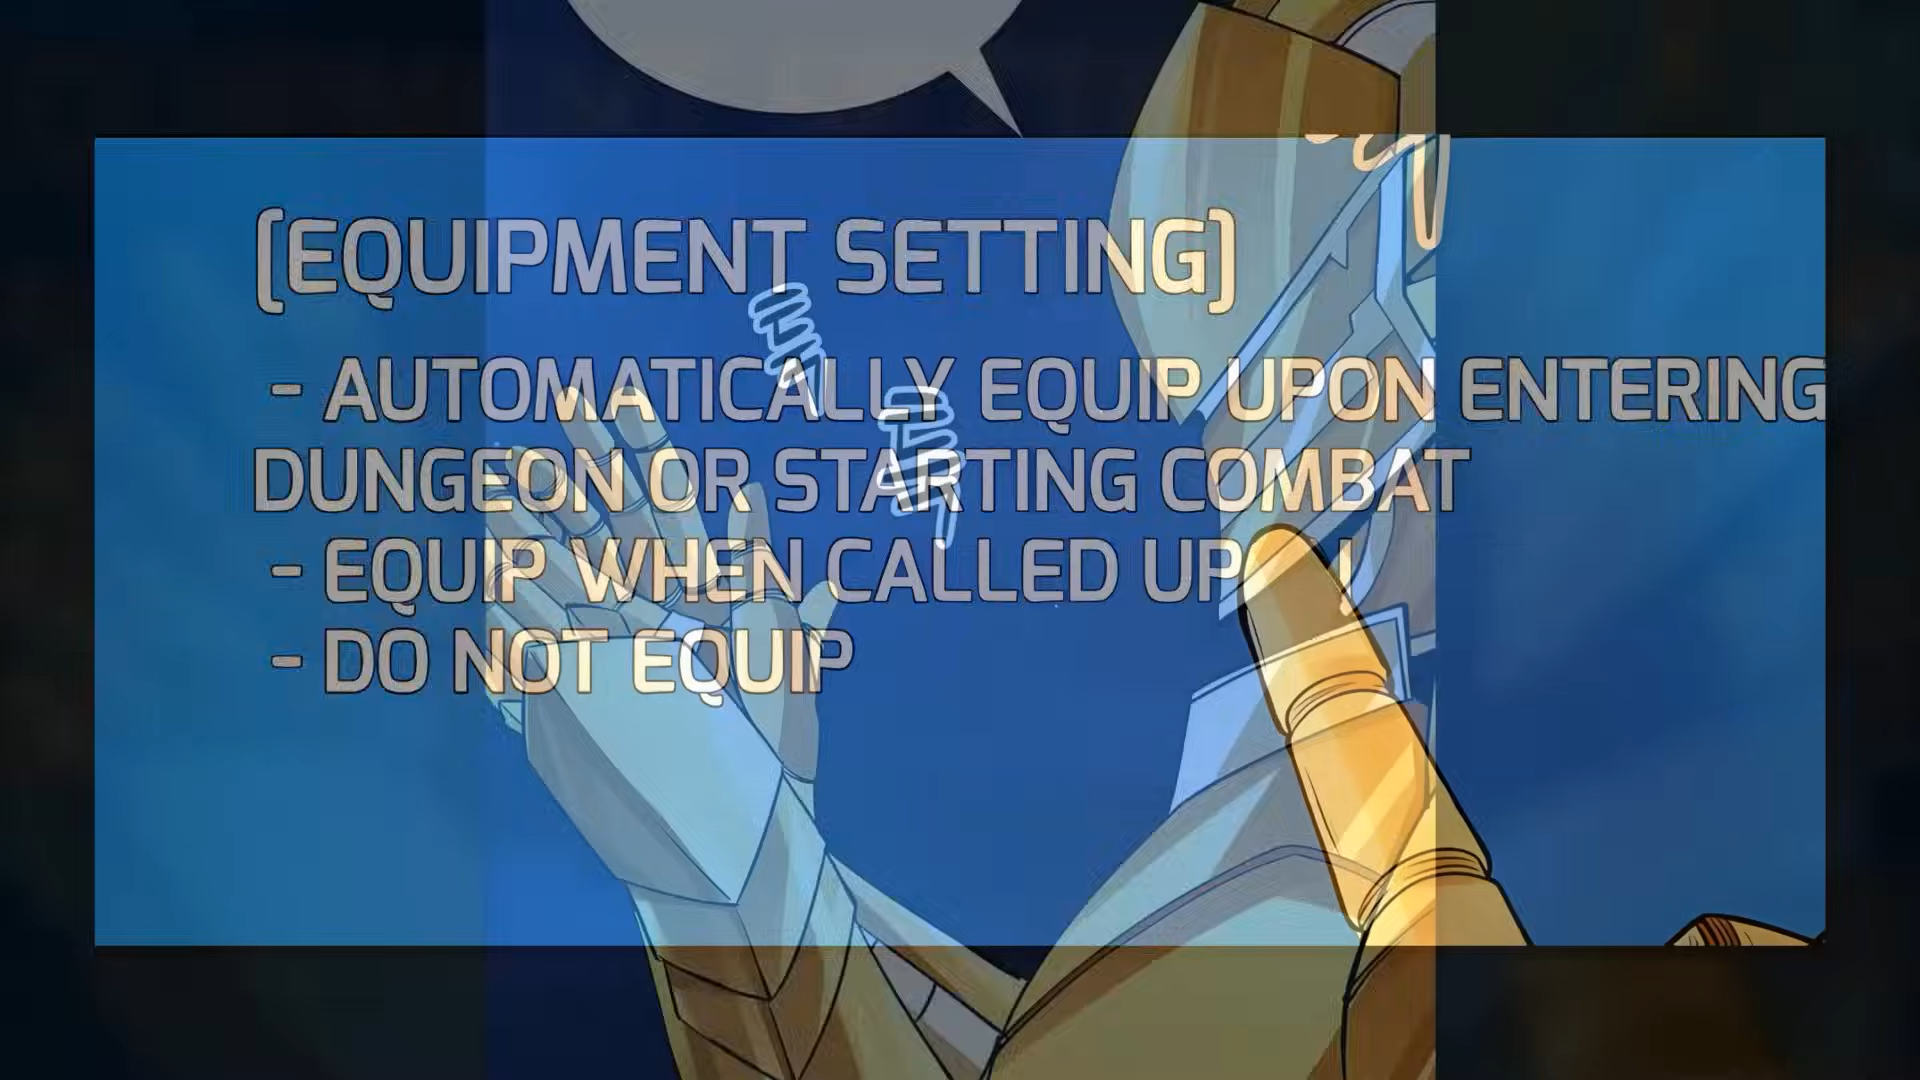 [EQUIPMENT SETTING]
- AUTOMATICALLY EQUIP UPON ENTERING
DUNGEON OR STARTING COMBAT
- EQUIP WHEN CALLED
- DO NOT EQUIP